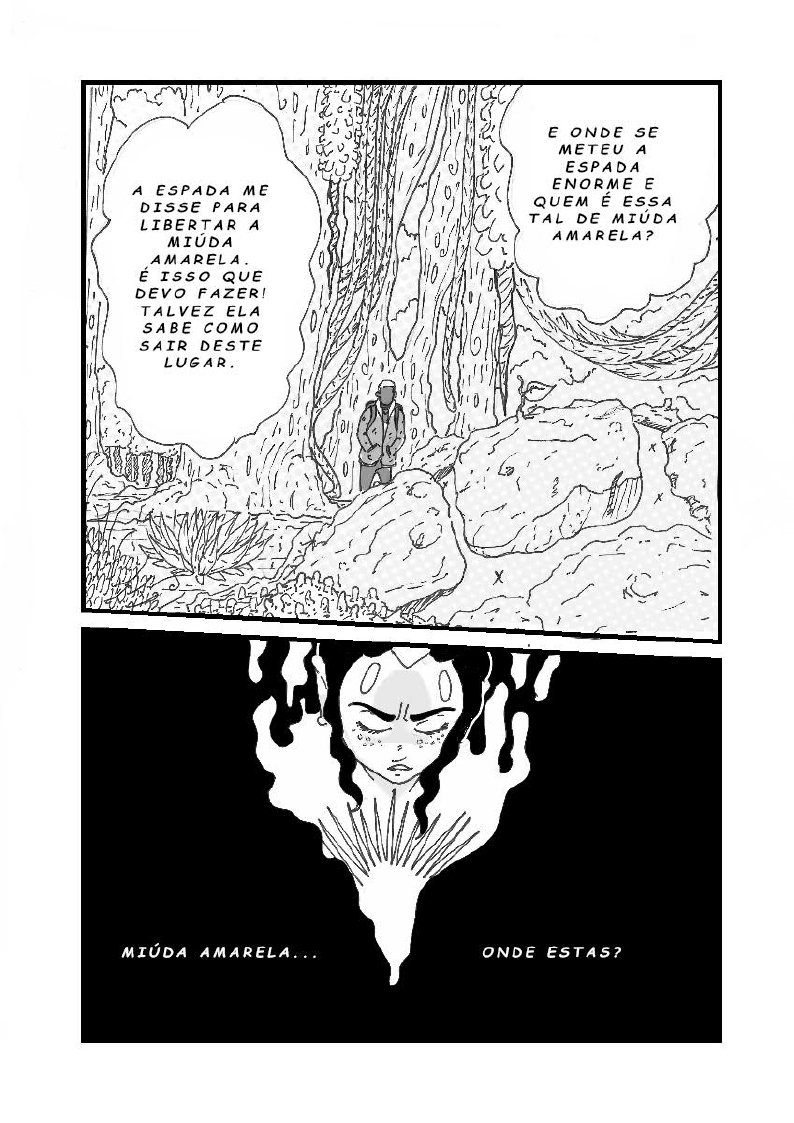 E ONDE SE
METEU A
ESPADA
ENORME E
QUEM É ESSA
TAL DE MIÚDA
AMARELA?
A ESPADA ME
DISSE PARA
LIBERTAR A
MIÚDA
AMARELA.
É ISSO QUE
DEVO FAZER!
TALVEZ ELA
SABE COMO
SAIR DESTE
LUGAR.
MIÚDA AMARELA...
ONDE ESTAS?